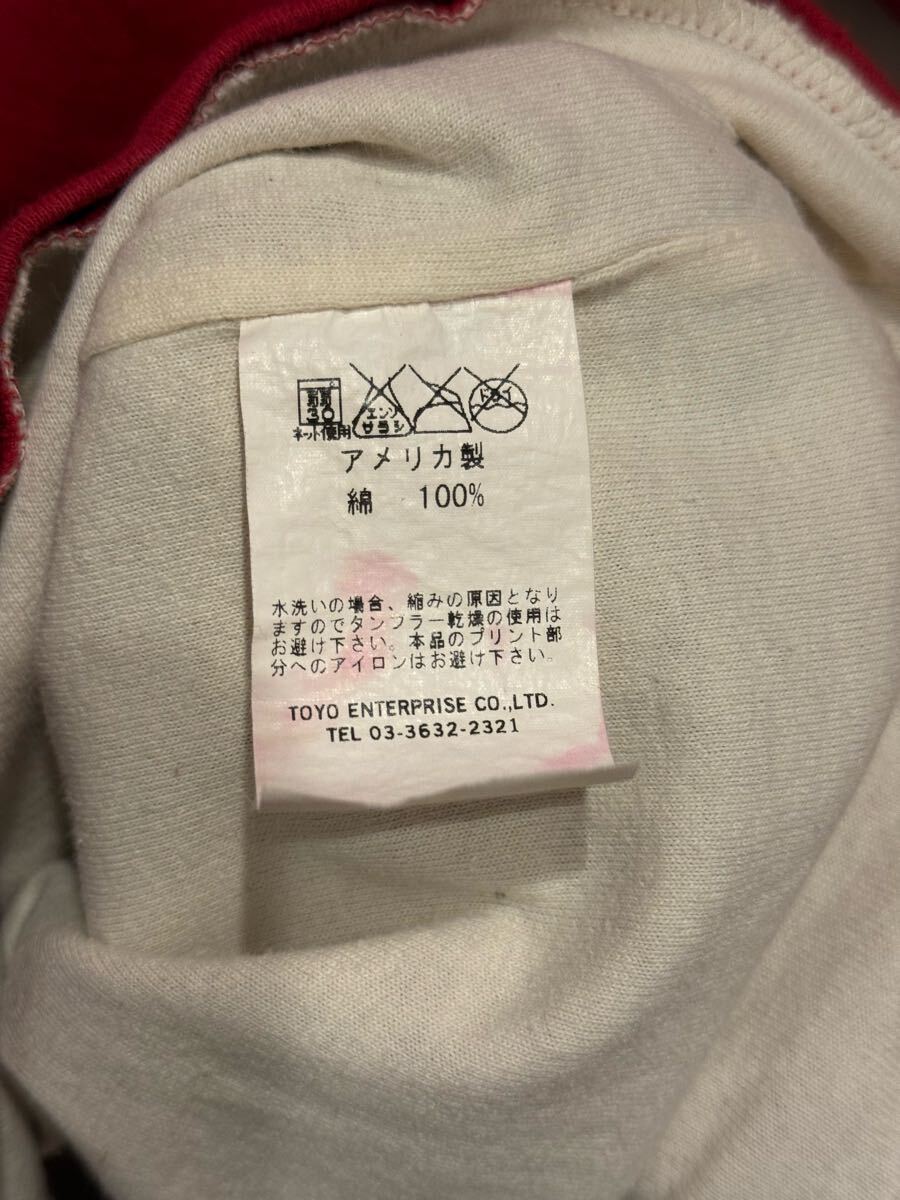 30
ネット使用
エンソ
サラシ
ドライ
アメリカ製
綿 100%
水洗いの場合、縮みの原因となり
ますのでタンブラー乾燥の使用は
お避け下さい。本品のプリント部
分へのアイロンはお避け下さい。
TOYO ENTERPRISE CO.,LTD.
TEL 03-3632-2321